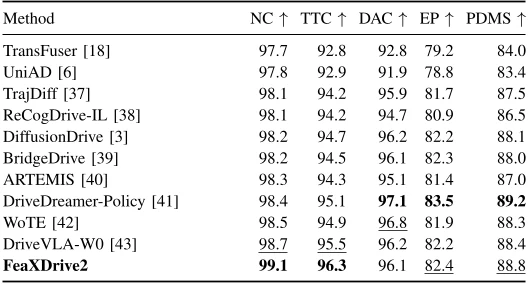 Method NC ↑ TTC ↑ DAC ↑ EP ↑ PDMS ↑
TransFuser [18] 97.7 92.8 92.8 79.2 84.0
UniAD [6] 97.8 92.9 91.9 78.8 83.4
TrajDiff [37] 98.1 94.2 95.9 81.7 87.5
ReCogDrive-IL [38] 98.1 94.2 94.7 80.9 86.5
DiffusionDrive [3] 98.2 94.7 96.2 82.2 88.1
BridgeDrive [39] 98.2 94.5 96.1 82.3 88.0
ARTEMIS [40] 98.3 94.3 95.1 81.4 87.0
DriveDreamer-Policy [41] 98.4 95.1 97.1 83.5 89.2
WoTE [42] 98.5 94.9 96.8 81.9 88.3
DriveVLA-W0 [43] 98.7 95.5 96.2 82.2 88.4
FeaXDrive2 99.1 96.3 96.1 82.4 88.8